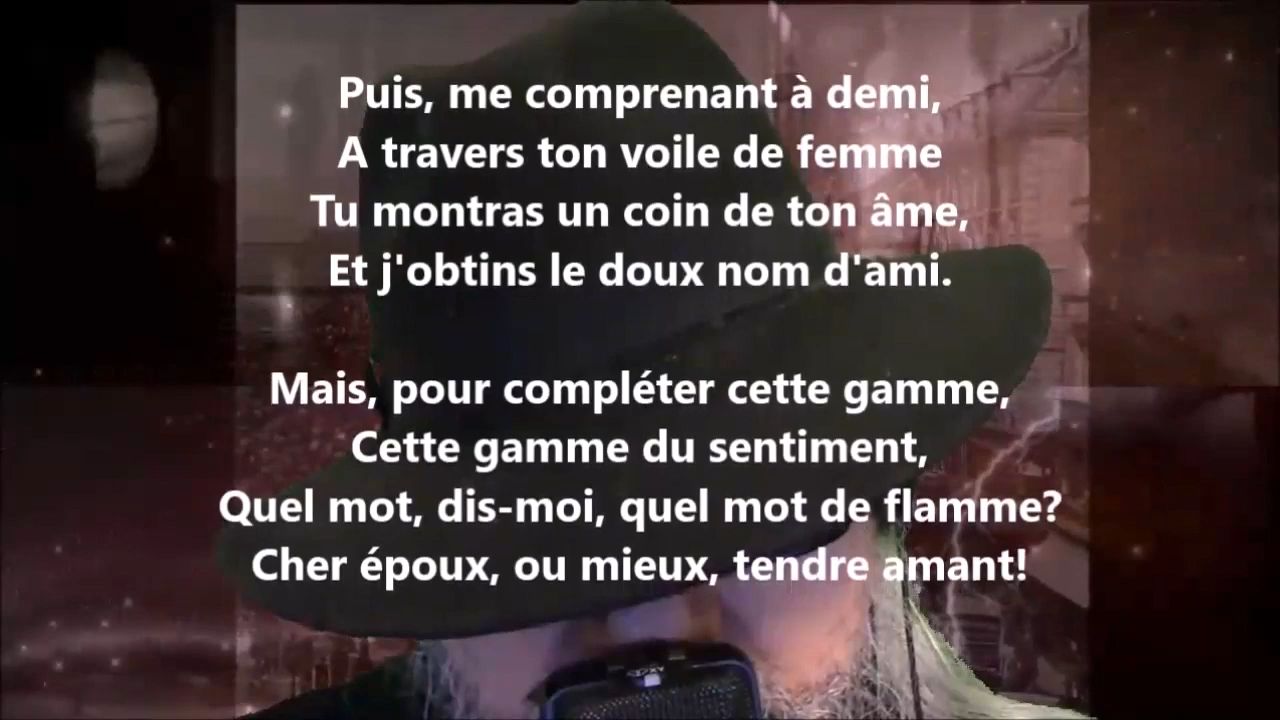 Puis, me comprenant à demi,
A travers ton voile de femme
Tu montras un coin de ton âme,
Et j'obtins le doux nom d'ami.
Mais, pour compléter cette gamme,
Cette gamme du sentiment,
Quel mot, dis-moi, quel mot de flamme?
Cher époux, ou mieux, tendre amant!